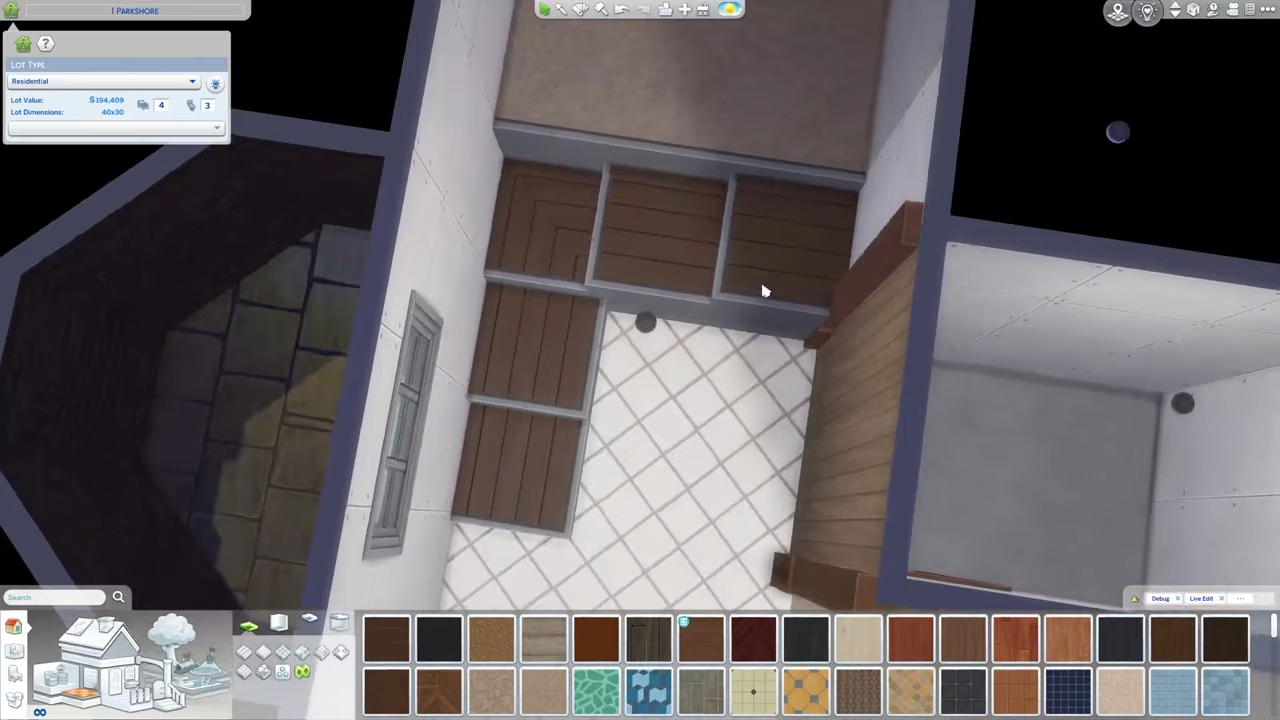 1 PARKSHORE
?
LOT TYPE
Residential
Lot Value: §194,409
4
3
Lot Dimensions: 40x30
Search
Debug
Live Edit
...